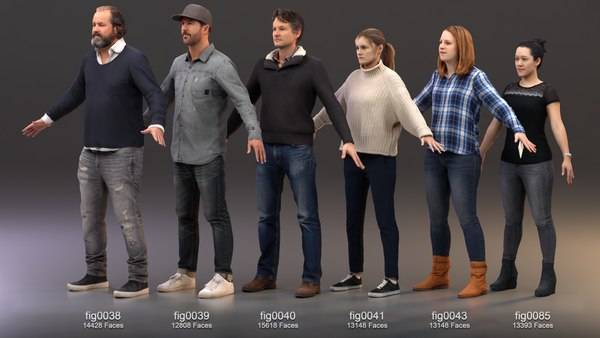 fig0038
14428 Faces
fig0039
12808 Faces
fig0040
15618 Faces
fig0041
13148 Faces
fig0043
13148 Faces
fig0085
13393 Faces